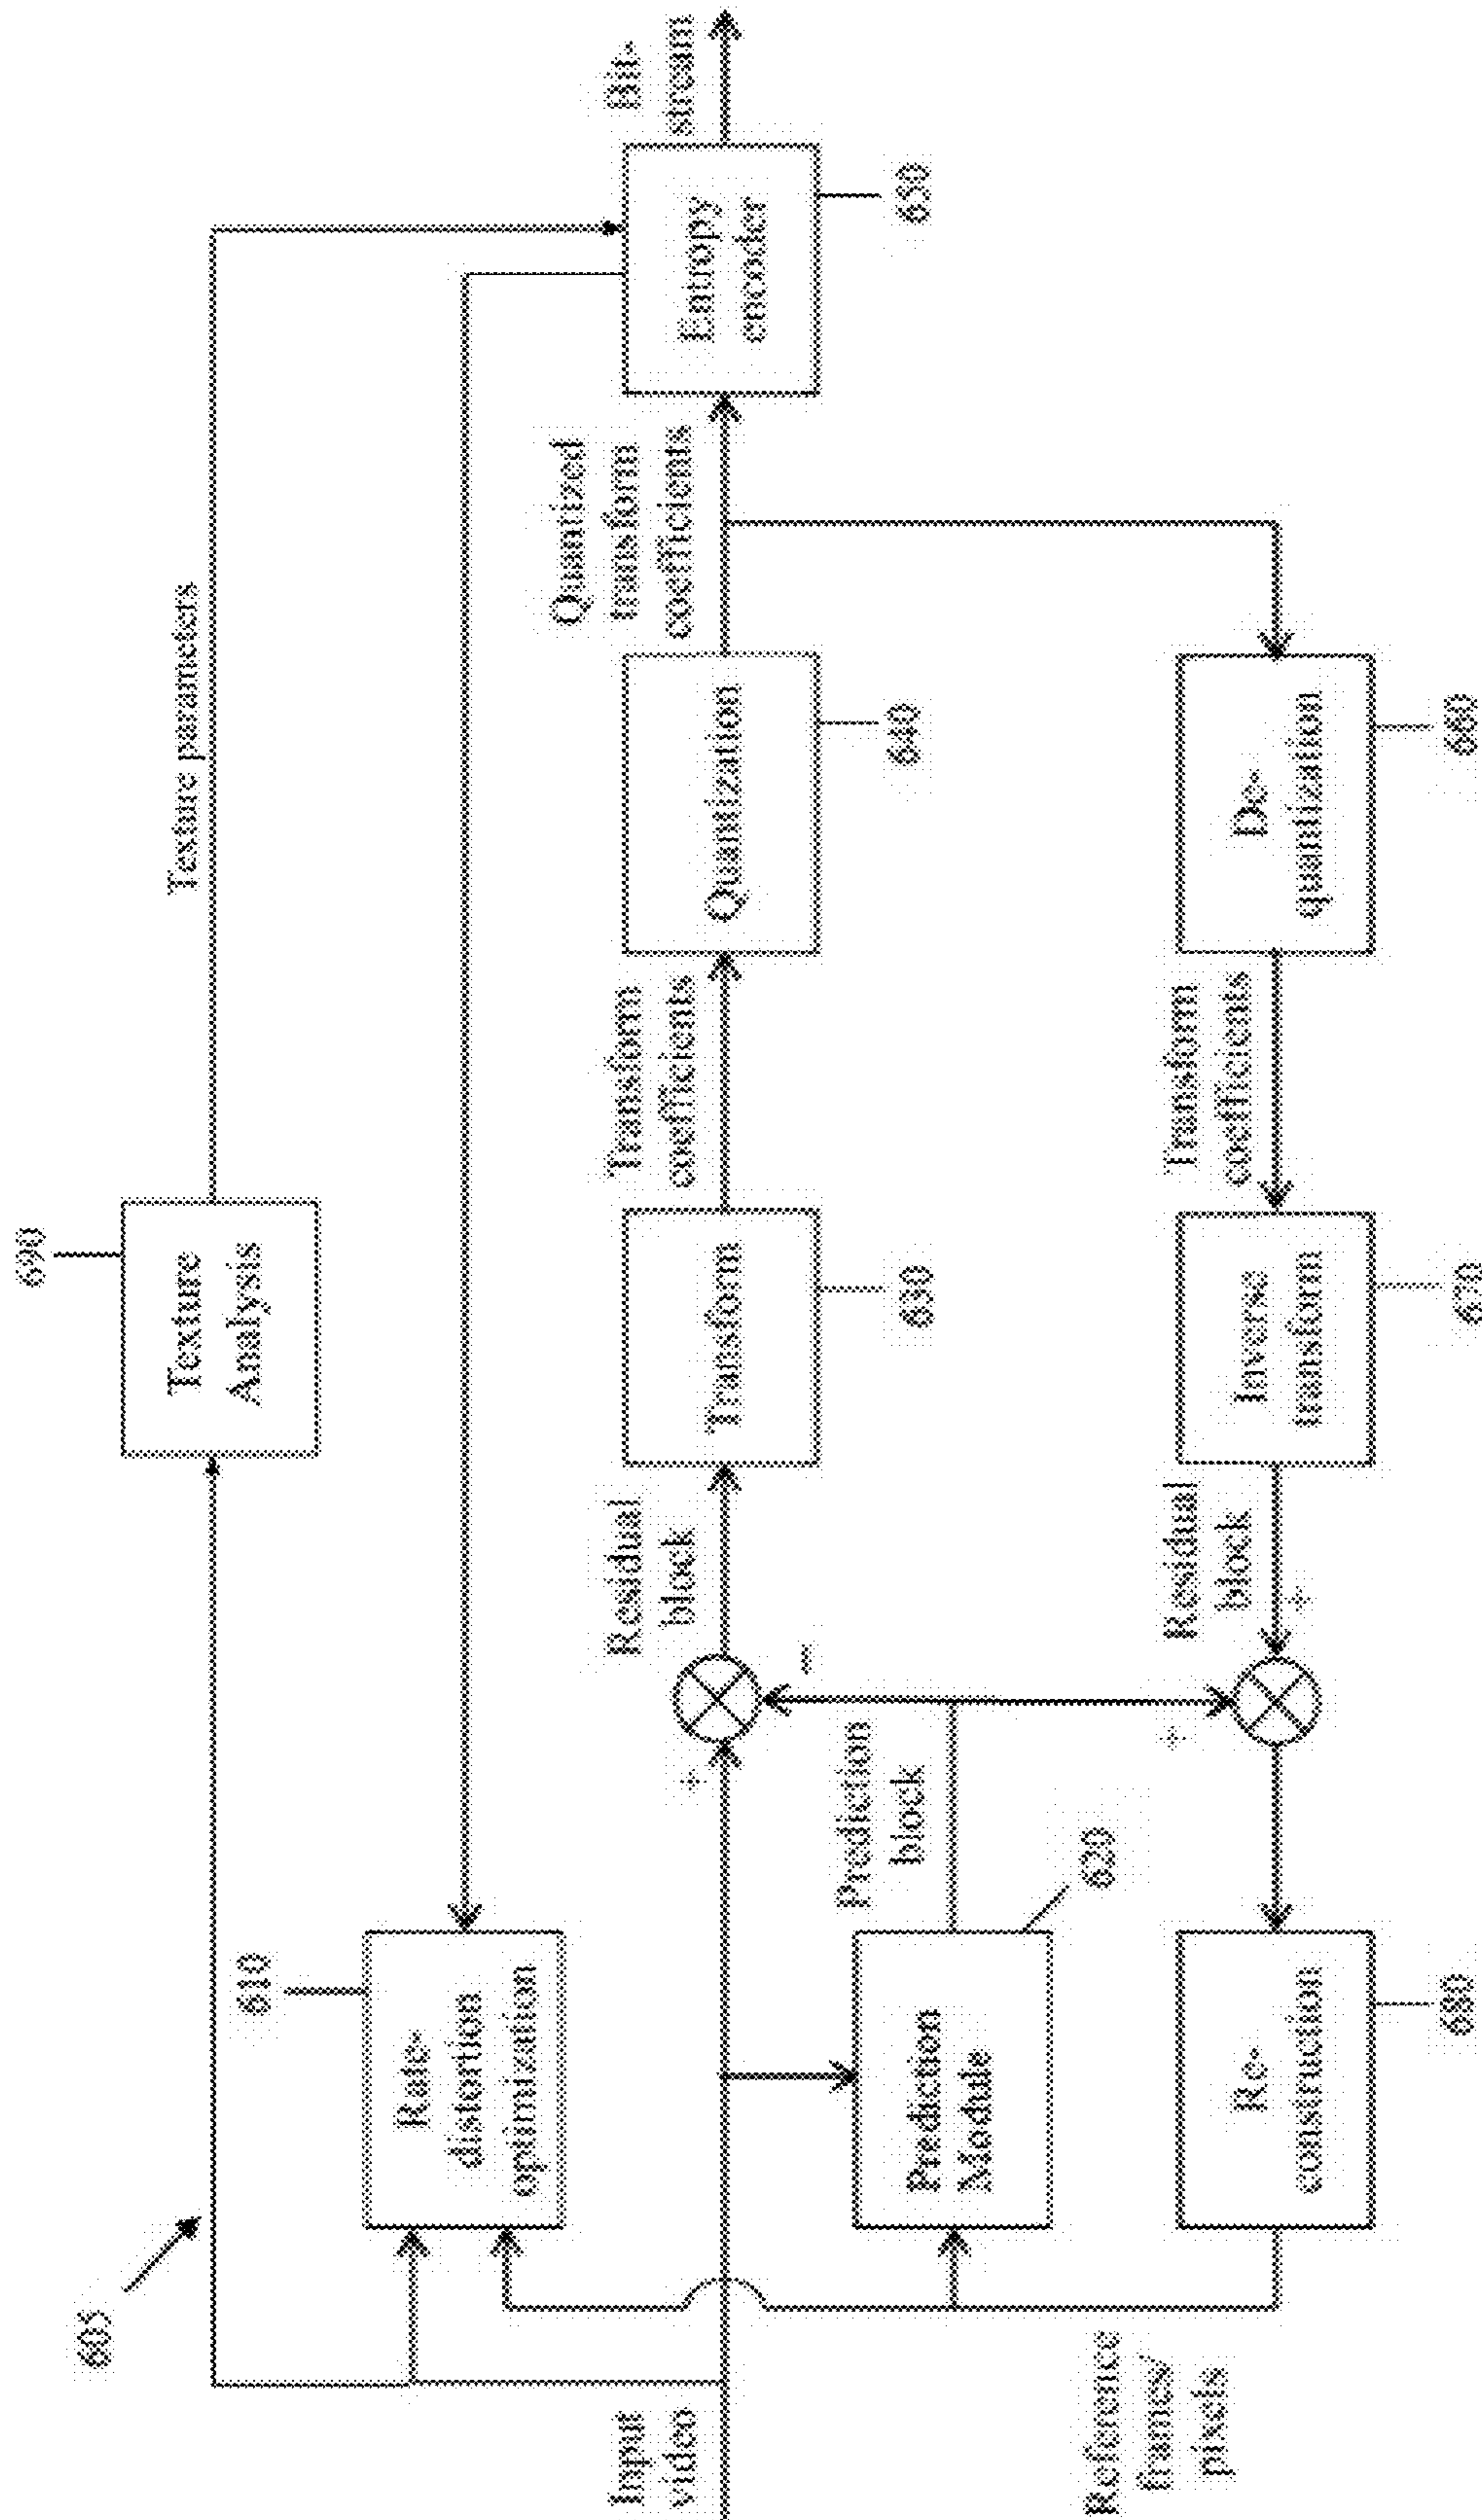 605
690
Texture
Analysis
Texture parameters
610
Rate-
distortion
optimization
Input
video
Residual
block
Transform
630
Transform
coefficients
Quantization
640
Quantized
transform
coefficients
Entropy
encoder
650
Bit-
stream
+
−
Prediction
Module
620
Prediction
block
Reference
frames/
pixels
Re-
construction
680
+
+
Residual
block
Inverse
transform
670
Transform
coefficients
De-
quantization
660